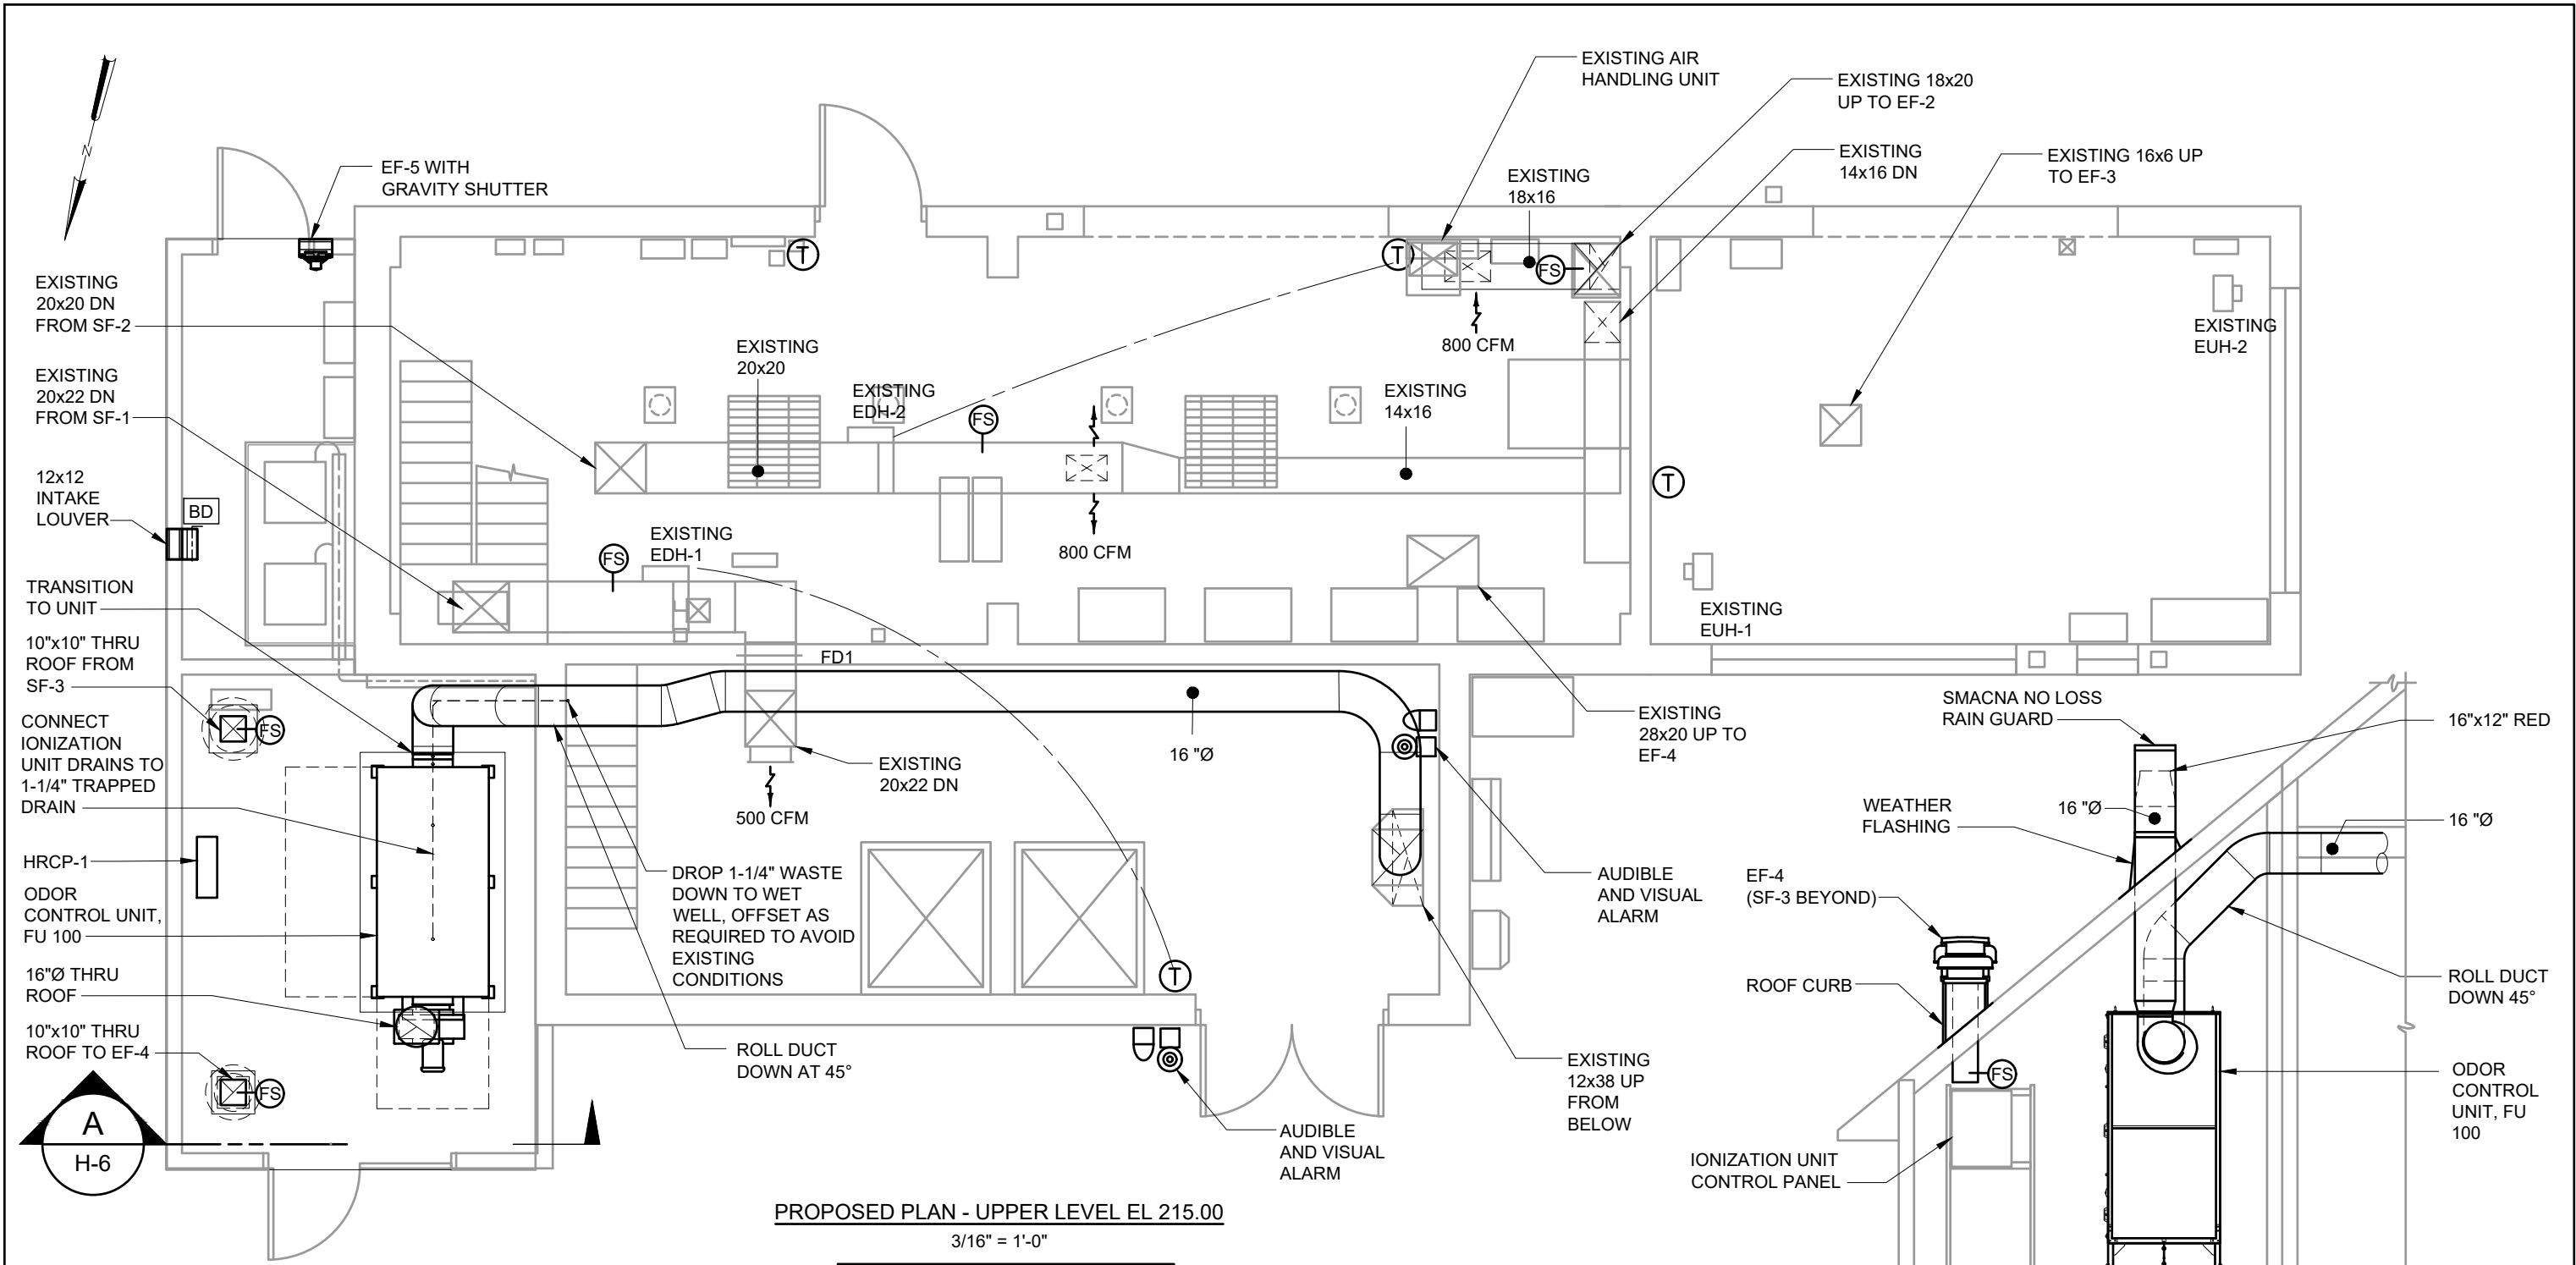 N
EXISTING AIR
HANDLING UNIT
EXISTING 18x20
UP TO EF-2
EXISTING
14x16 DN
EXISTING 16x6 UP
TO EF-3
EXISTING
18x16
EF-5 WITH
GRAVITY SHUTTER
T
T
FS
EXISTING
20x20 DN
FROM SF-2
EXISTING
EUH-2
800 CFM
EXISTING
20x20
EXISTING
20x22 DN
FROM SF-1
EXISTING
EDH-2
FS
EXISTING
14x16
12x12
INTAKE
LOUVER
BD
T
EXISTING
EDH-1
FS
800 CFM
TRANSITION
TO UNIT
EXISTING
EUH-1
10"x10" THRU
ROOF FROM
SF-3
FS
FD1
CONNECT
IONIZATION
UNIT DRAINS TO
1-1/4" TRAPPED
DRAIN
16 "Ø
EXISTING
20x22 DN
500 CFM
EXISTING
28x20 UP TO
EF-4
SMACNA NO LOSS
RAIN GUARD
16"x12" RED
WEATHER
FLASHING
16 "Ø
16 "Ø
HRCP-1
DROP 1-1/4" WASTE
DOWN TO WET
WELL, OFFSET AS
REQUIRED TO AVOID
EXISTING
CONDITIONS
AUDIBLE
AND VISUAL
ALARM
EF-4
(SF-3 BEYOND)
ODOR
CONTROL UNIT,
FU 100
T
ROOF CURB
ROLL DUCT
DOWN 45°
16"Ø THRU
ROOF
10"x10" THRU
ROOF TO EF-4
FS
ROLL DUCT
DOWN AT 45°
EXISTING
12x38 UP
FROM
BELOW
FS
ODOR
CONTROL
UNIT, FU
100
A
H-6
AUDIBLE
AND VISUAL
ALARM
IONIZATION UNIT
CONTROL PANEL
PROPOSED PLAN - UPPER LEVEL EL 215.00
3/16" = 1'-0"